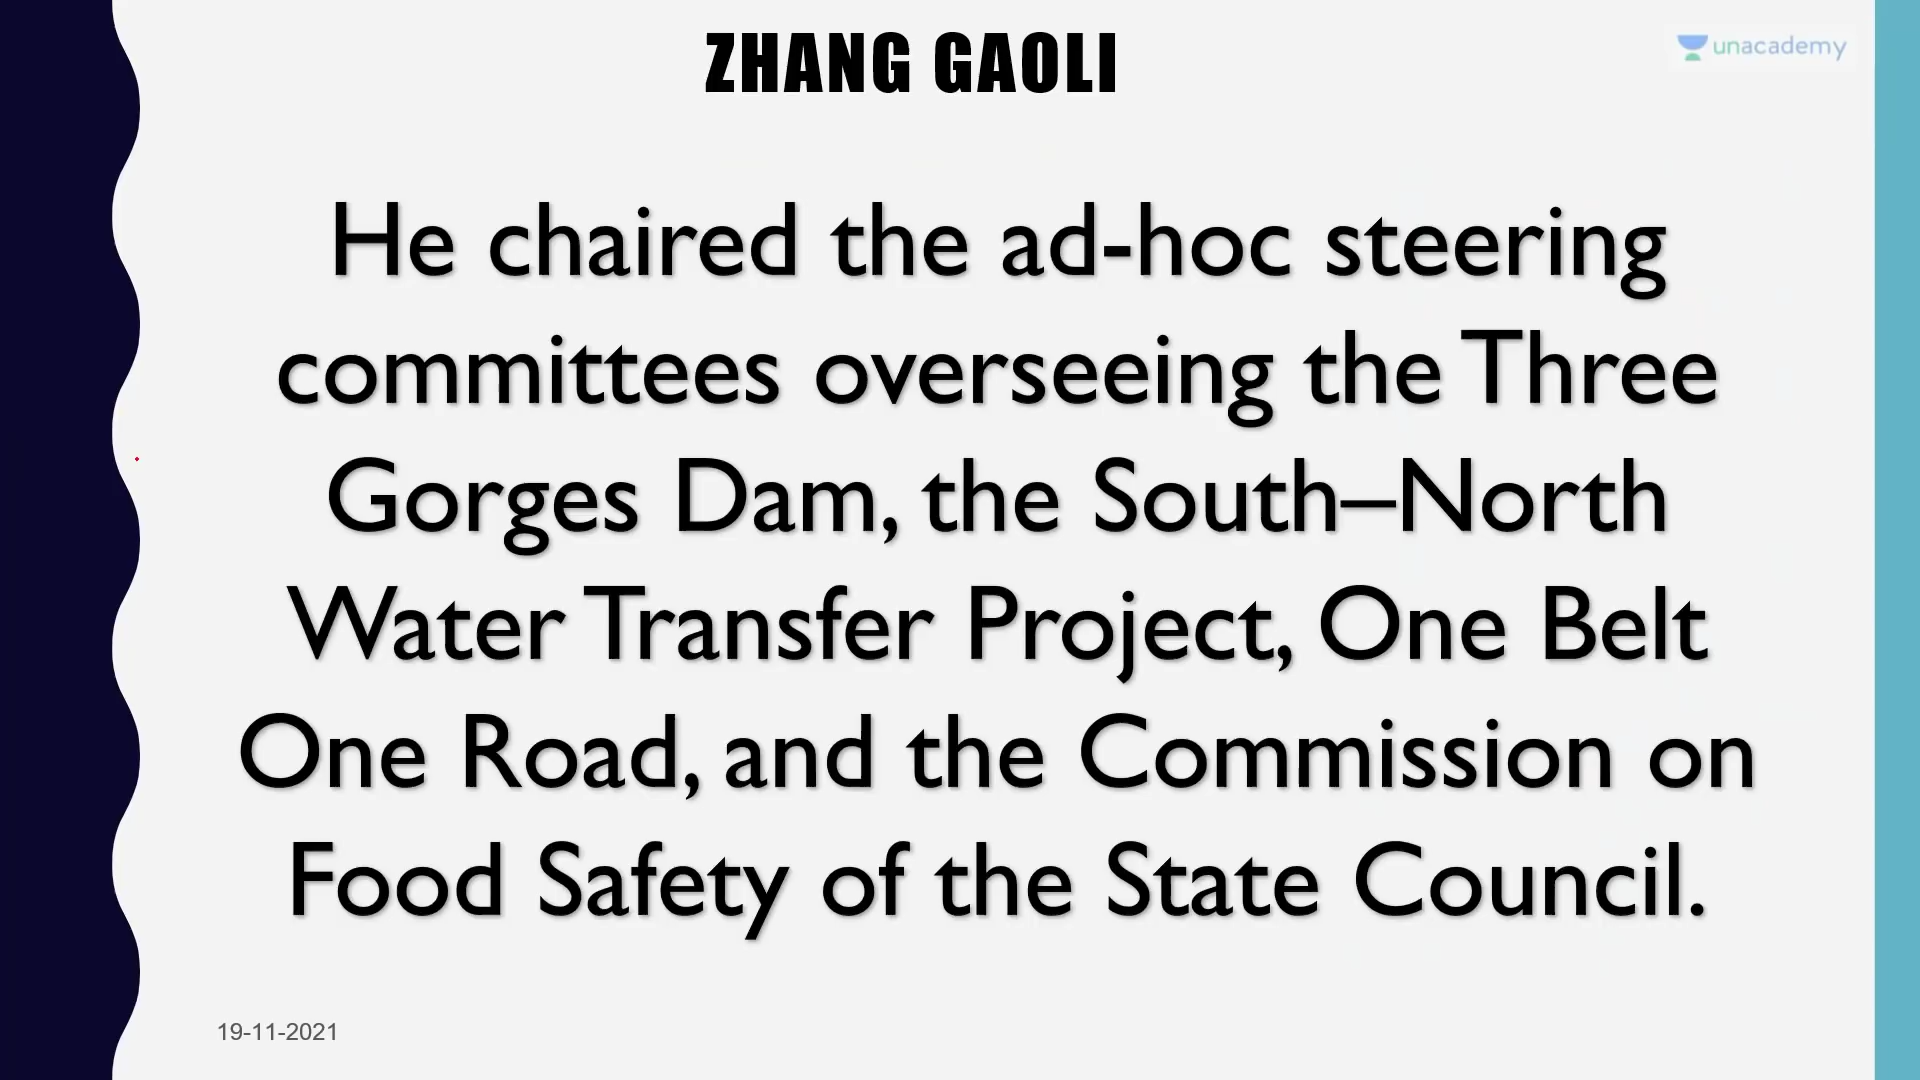 ZHANG GAOLI
unacademy
He chaired the ad-hoc steering
committees overseeing the Three
Gorges Dam, the South–North
Water Transfer Project, One Belt
One Road, and the Commission on
Food Safety of the State Council.
19-11-2021